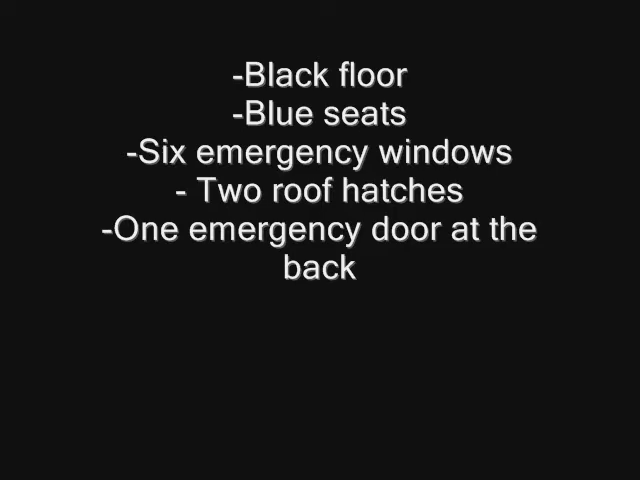 -Black floor
-Blue seats
-Six emergency windows
- Two roof hatches
-One emergency door at the
back